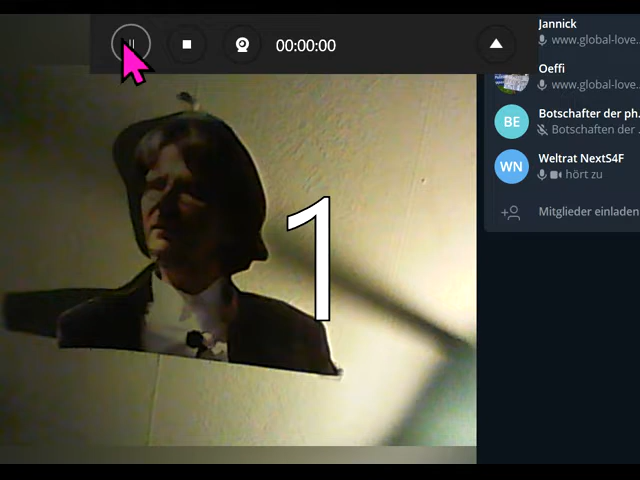 00:00:00
1
Jannick
www.global-love..
Oeffi
www.global-love..
BE
Botschafter der ph.
Botschaften der .
WN
Weltrat NextS4F
hört zu
Mitglieder einladen